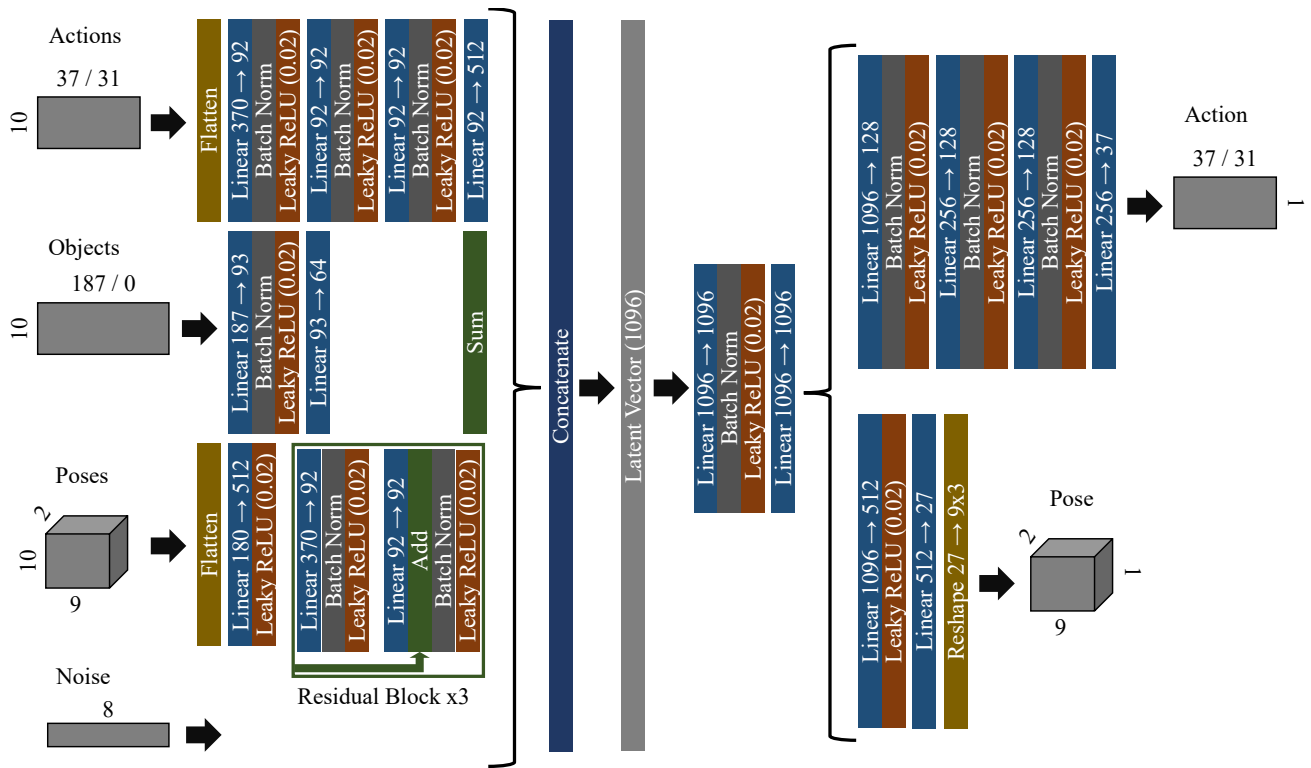 Actions
37 / 31
10
Flatten
Linear 370 → 92
Batch Norm
Leaky ReLU (0.02)
Linear 92 → 92
Batch Norm
Leaky ReLU (0.02)
Linear 92 → 92
Batch Norm
Leaky ReLU (0.02)
Linear 92 → 512
Objects
187 / 0
10
Linear 187 → 93
Batch Norm
Leaky ReLU (0.02)
Linear 93 → 64
Sum
Poses
2
10
9
Flatten
Linear 180 → 512
Leaky ReLU (0.02)
Linear 370 → 92
Batch Norm
Leaky ReLU (0.02)
Linear 92 → 92
Add
Batch Norm
Leaky ReLU (0.02)
Residual Block x3
Noise
8
Concatenate
Latent Vector (1096)
Linear 1096 → 1096
Batch Norm
Leaky ReLU (0.02)
Linear 1096 → 1096
Linear 1096 → 128
Batch Norm
Leaky ReLU (0.02)
Linear 256 → 128
Batch Norm
Leaky ReLU (0.02)
Linear 256 → 128
Batch Norm
Leaky ReLU (0.02)
Linear 256 → 37
Action
37 / 31
1
Linear 1096 → 512
Leaky ReLU (0.02)
Linear 512 → 27
Reshape 27 → 9x3
Pose
2
1
9